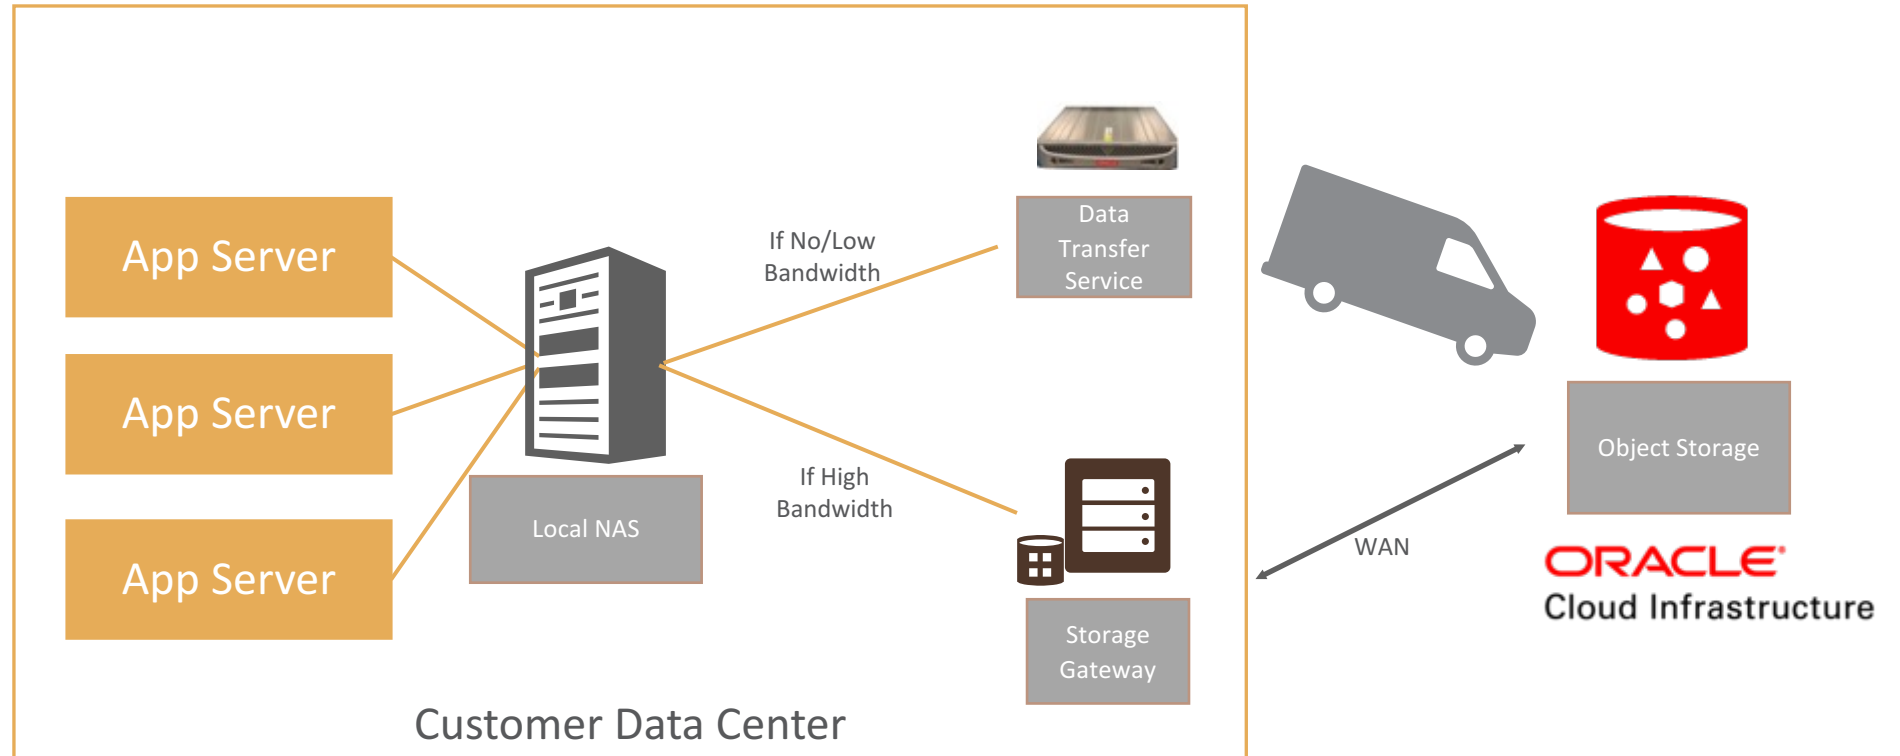 App Server
App Server
App Server
Local NAS
If No/Low
Bandwidth
If High
Bandwidth
Data
Transfer
Service
Storage
Gateway
Customer Data Center
WAN
Object Storage
ORACLE
Cloud Infrastructure